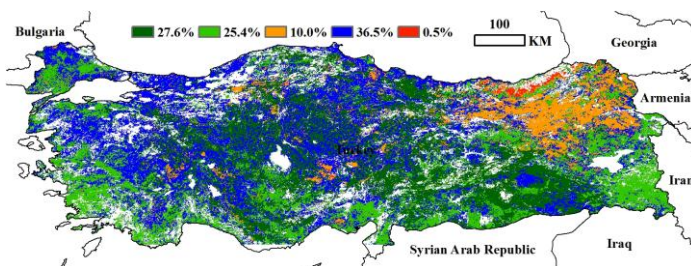 Bulgaria
27.6% 25.4% 10.0% 36.5% 0.5%
100
KM
Georgia
Armenia
Turkey
Iran
Syrian Arab Republic
Iraq